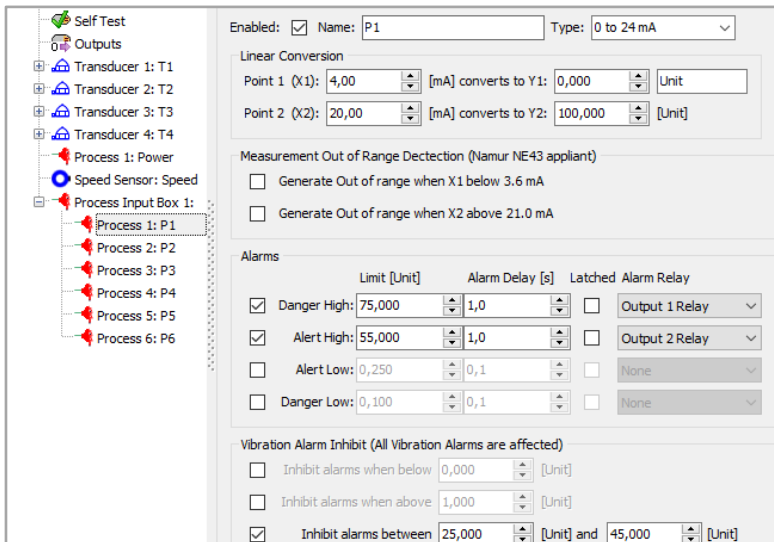 Self Test
Outputs
Transducer 1: T1
Transducer 2: T2
Transducer 3: T3
Transducer 4: T4
Process 1: Power
Speed Sensor: Speed
Process Input Box 1:
Process 1: P1
Process 2: P2
Process 3: P3
Process 4: P4
Process 5: P5
Process 6: P6
Enabled: Name: P1 Type: 0 to 24 mA
Linear Conversion
Point 1 (X1): 4,00 [mA] converts to Y1: 0,000 Unit
Point 2 (X2): 20,00 [mA] converts to Y2: 100,000 [Unit]
Measurement Out of Range Dectection (Namur NE43 appliant)
Generate Out of range when X1 below 3.6 mA
Generate Out of range when X2 above 21.0 mA
Alarms
Limit [Unit] Alarm Delay [s] Latched Alarm Relay
Danger High: 75,000 1,0 Output 1 Relay
Alert High: 55,000 1,0 Output 2 Relay
Alert Low: 0,250 0,1 None
Danger Low: 0,100 0,1 None
Vibration Alarm Inhibit (All Vibration Alarms are affected)
Inhibit alarms when below 0,000 [Unit]
Inhibit alarms when above 1,000 [Unit]
Inhibit alarms between 25,000 [Unit] and 45,000 [Unit]